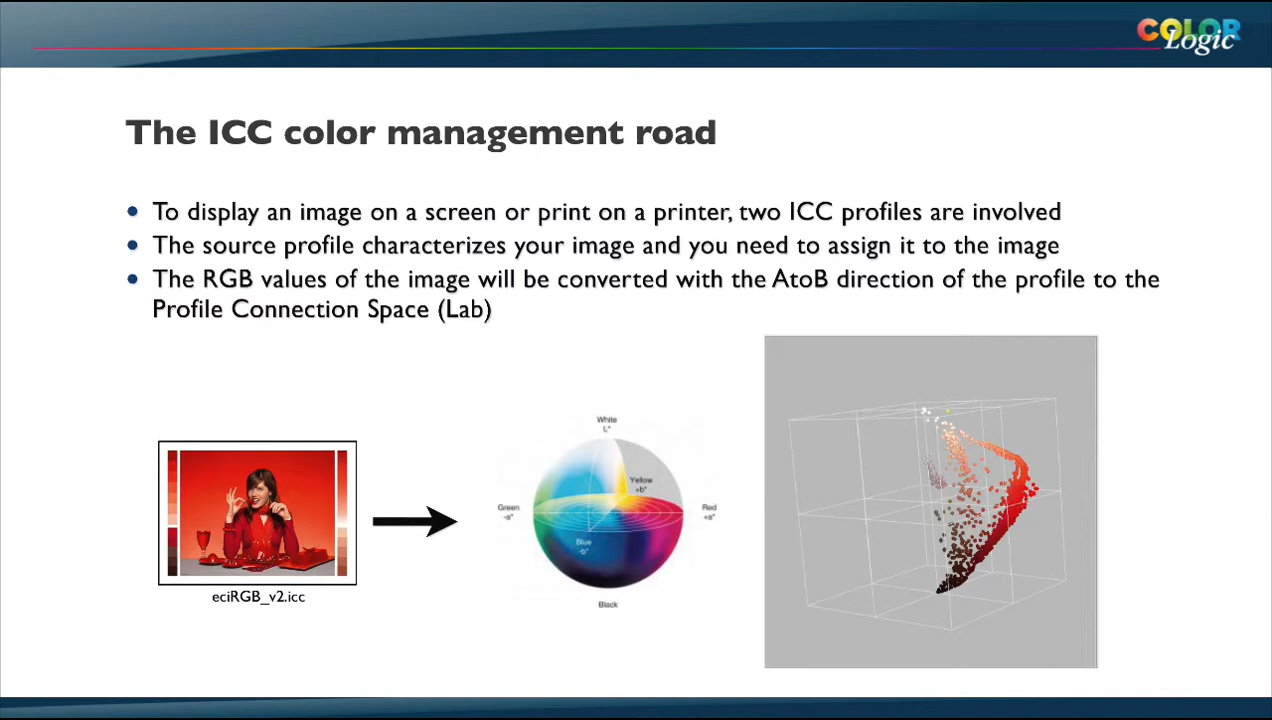 COLOR
Logic
The ICC color management road
• To display an image on a screen or print on a printer, two ICC profiles are involved
• The source profile characterizes your image and you need to assign it to the image
• The RGB values of the image will be converted with the AtoB direction of the profile to the
Profile Connection Space (Lab)
eciRGB_v2.icc
White
L*
Yellow
+b*
Green
-a*
Red
+a*
Blue
-b*
Black